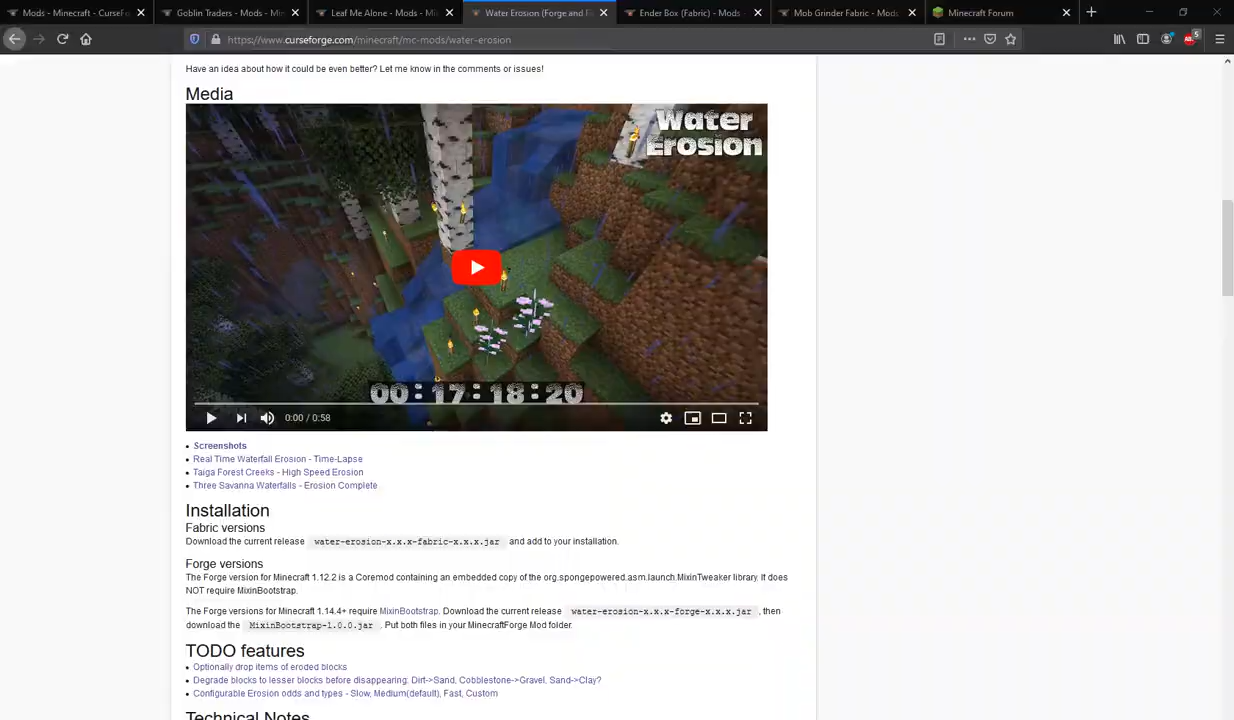 Mods - Minecraft - CurseFo
Goblin Traders - Mods - Min
Leaf Me Alone - Mods - Mi
Water Erosion (Forge and F
Ender Box (Fabric) - Mods -
Mob Grinder Fabric - Mods
Minecraft Forum
https://www.curseforge.com/minecraft/mc-mods/water-erosion
5
Have an idea about how it could be even better? Let me know in the comments or issues!
Media
Water
Erosion
00:17:18:20
0:00 / 0:58
Screenshots
Real Time Waterfall Erosion - Time-Lapse
Taiga Forest Creeks - High Speed Erosion
Three Savanna Waterfalls - Erosion Complete
Installation
Fabric versions
Download the current release water-erosion-x.x.x-fabric-x.x.x.jar and add to your installation.
Forge versions
The Forge version for Minecraft 1.12.2 is a Coremod containing an embedded copy of the org.spongepowered.asm.launch.MixinTweaker library. It does
NOT require MixinBootstrap.
The Forge versions for Minecraft 1.14.4+ require MixinBootstrap. Download the current release water-erosion-x.x.x-forge-x.x.x.jar, then
download the MixinBootstrap-1.0.0.jar. Put both files in your MinecraftForge Mod folder.
TODO features
Optionally drop items of eroded blocks
Degrade blocks to lesser blocks before disappearing: Dirt->Sand, Cobblestone->Gravel, Sand->Clay?
Configurable Erosion odds and types - Slow, Medium(default), Fast, Custom
Technical Notes